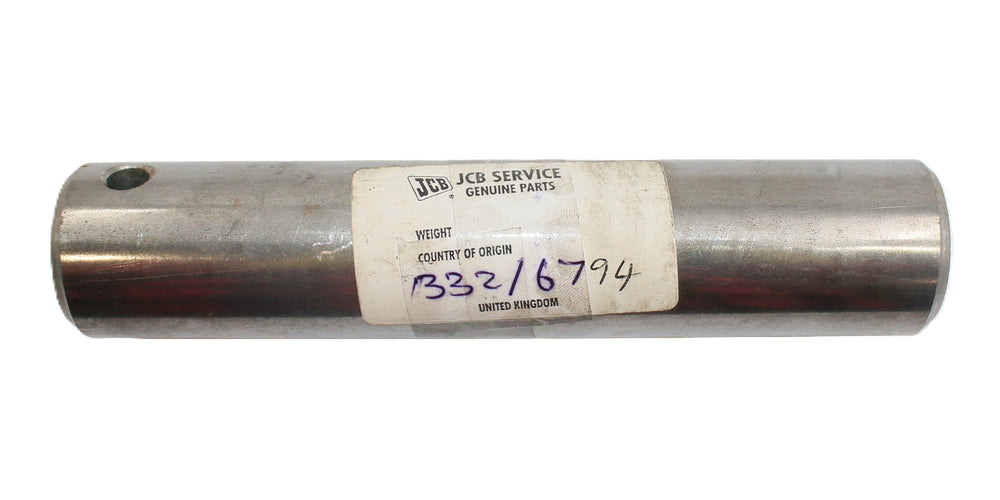 JCB JCB SERVICE
GENUINE PARTS
WEIGHT
COUNTRY OF ORIGIN
332/6794
UNITED KINGDOM